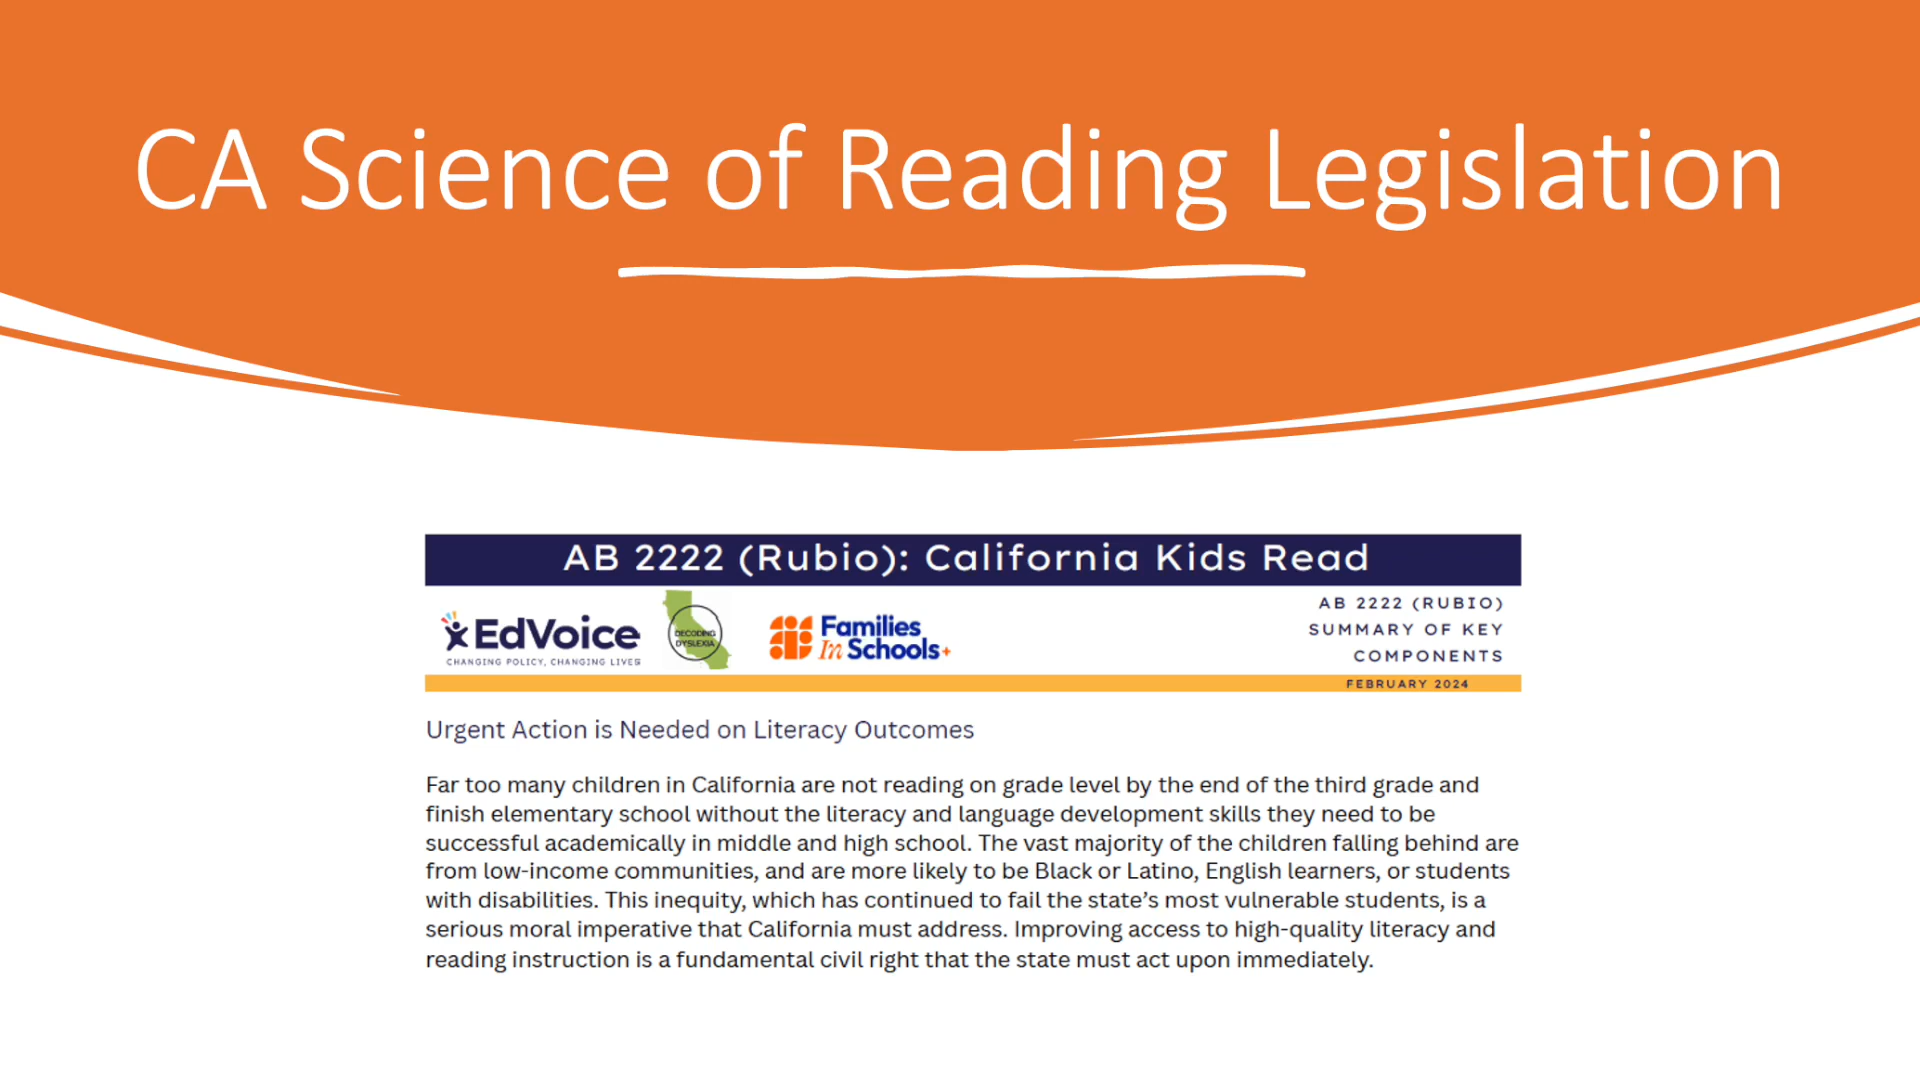 CA Science of Reading Legislation
AB 2222 (Rubio): California Kids Read
EdVoice
CHANGING POLICY, CHANGING LIVES
DECODING
DYSLEXIA
Families
In Schools+
AB 2222 (RUBIO)
SUMMARY OF KEY
COMPONENTS
FEBRUARY 2024
Urgent Action is Needed on Literacy Outcomes
Far too many children in California are not reading on grade level by the end of the third grade and
finish elementary school without the literacy and language development skills they need to be
successful academically in middle and high school. The vast majority of the children falling behind are
from low-income communities, and are more likely to be Black or Latino, English learners, or students
with disabilities. This inequity, which has continued to fail the state’s most vulnerable students, is a
serious moral imperative that California must address. Improving access to high-quality literacy and
reading instruction is a fundamental civil right that the state must act upon immediately.